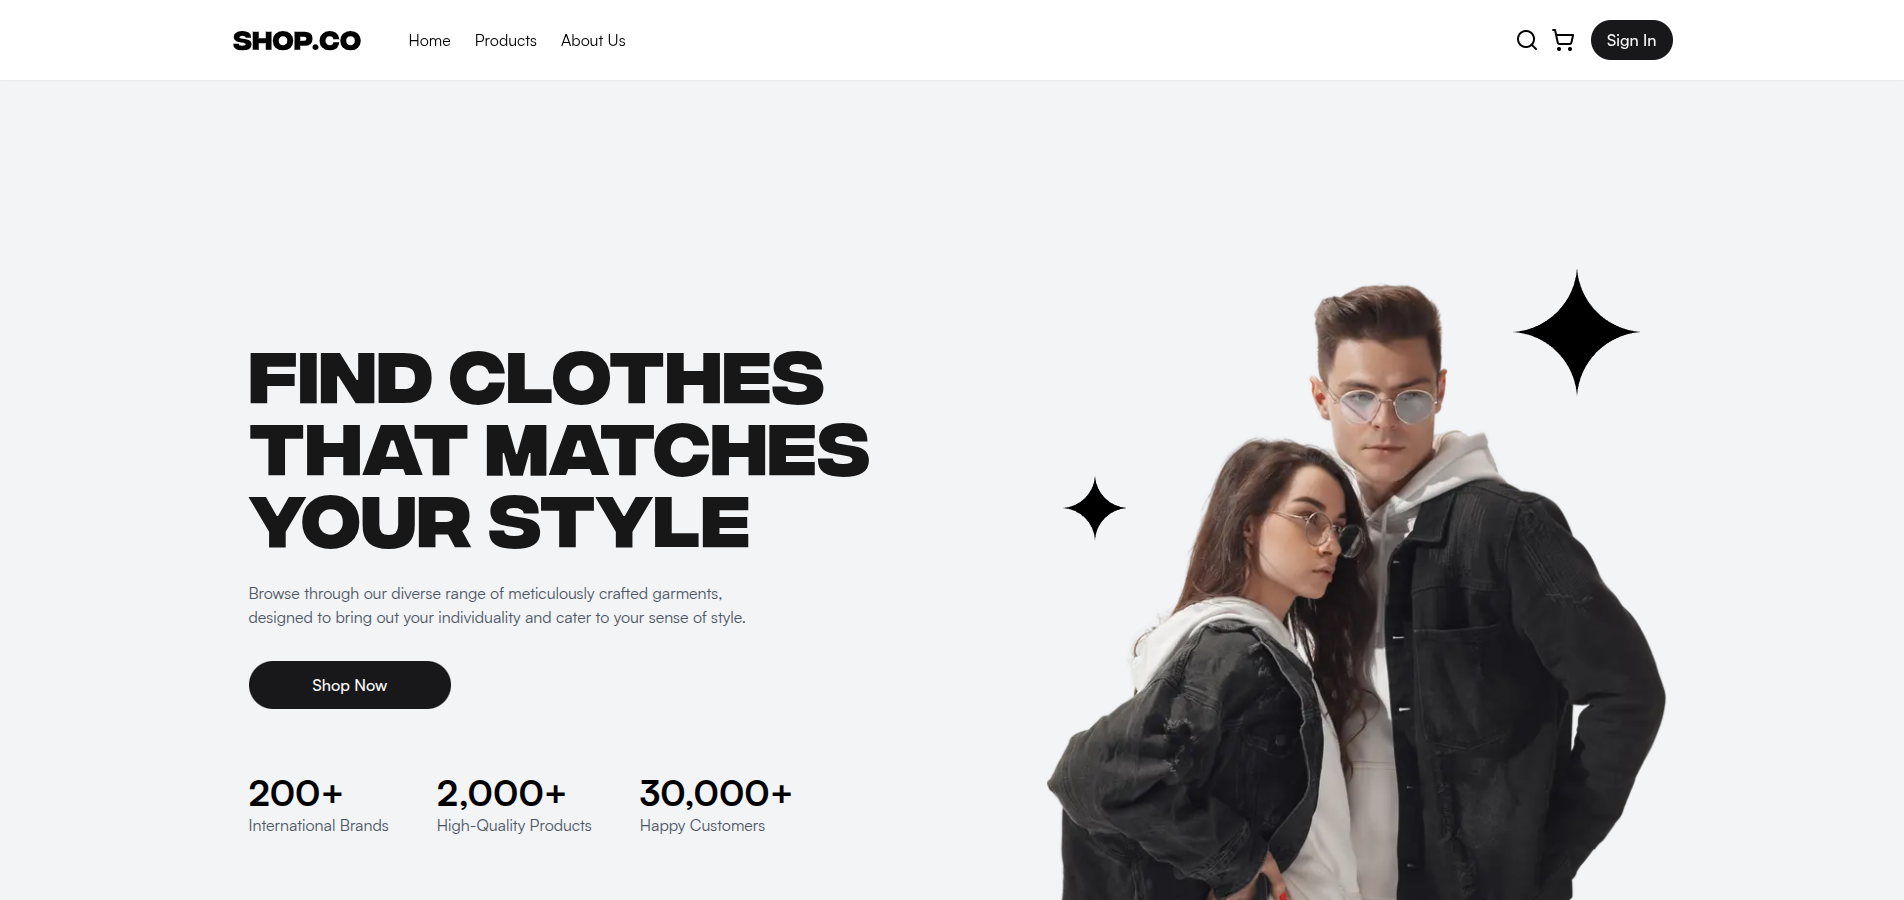 SHOP.CO
Home
Products
About Us
Sign In
FIND CLOTHES
THAT MATCHES
YOUR STYLE
Browse through our diverse range of meticulously crafted garments,
designed to bring out your individuality and cater to your sense of style.
Shop Now
200+
International Brands
2,000+
High-Quality Products
30,000+
Happy Customers